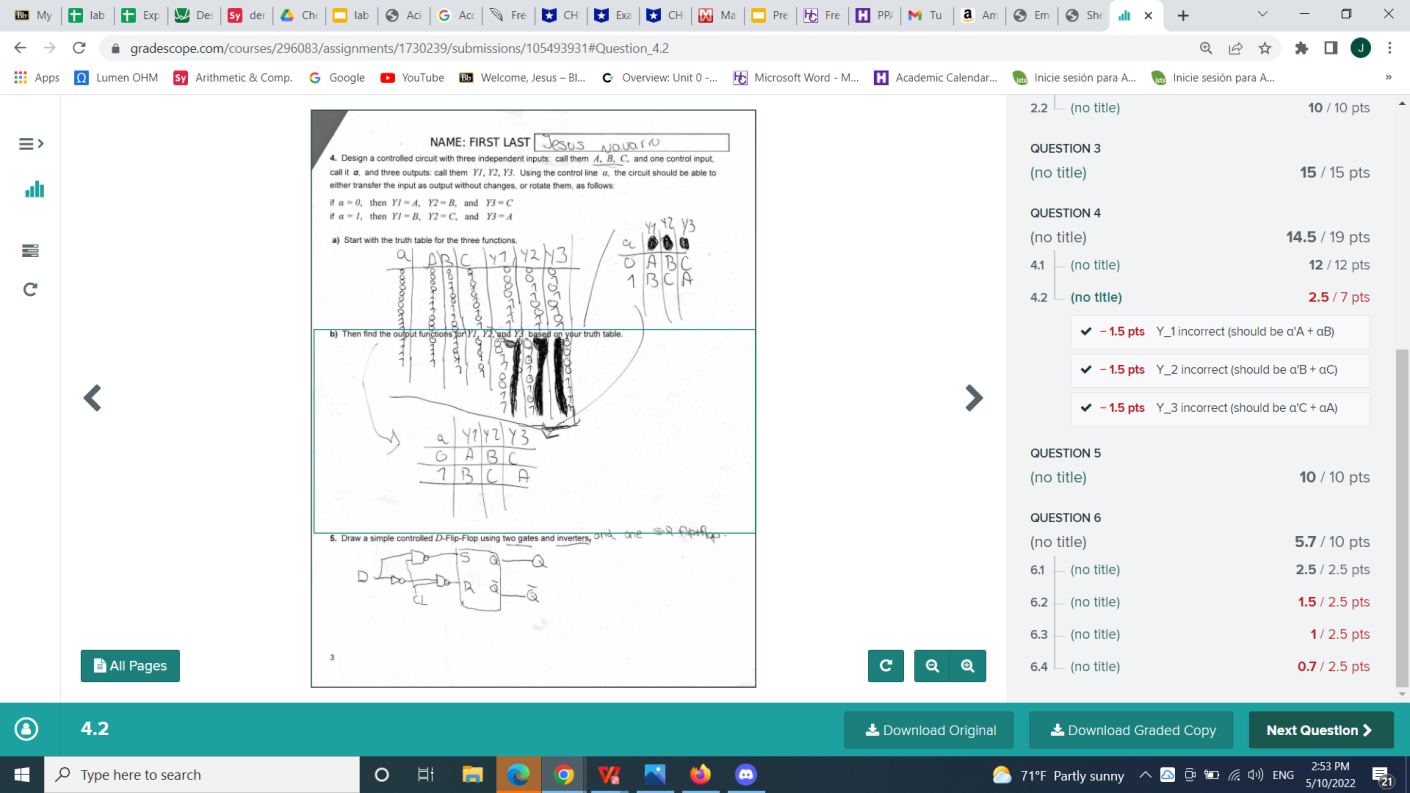 My
lab
Exp
Des
der
Che
lab
Aci
Acc
Fre
CH
Exa
CH
Ma
Pre
Fre
PPA
Tu
Am
Em
She
gradescope.com/courses/296083/assignments/1730239/submissions/105493931#Question_4.2
J
Apps
Lumen OHM
Arithmetic & Comp.
Google
YouTube
Welcome, Jesus – Bl...
Overview: Unit 0 -...
Microsoft Word - M...
Academic Calendar...
Inicie sesión para A...
Inicie sesión para A...
NAME: FIRST LAST Jesus Navarro
4. Design a controlled circuit with three independent inputs: call them A, B, C, and one control input,
call it α, and three outputs: call them Y1, Y2, Y3. Using the control line α, the circuit should be able to
either transfer the input as output without changes, or rotate them, as follows:
if α = 0, then Y1 = A, Y2 = B, and Y3 = C
if α = 1, then Y1 = B, Y2 = C, and Y3 = A
a) Start with the truth table for the three functions.
a A B C Y1 Y2 Y3
Y1 Y2 Y3
a
0 A B C
1 B C A
b) Then find the output functions for Y1, Y2, and Y3 based on your truth table.
a Y1 Y2 Y3
0 A B C
1 B C A
5. Draw a simple controlled D-Flip-Flop using two gates and inverters, and one SR flipflop.
D
CL
S Q
R Q̄
Q
Q̄
3
All Pages
2.2 (no title) 10 / 10 pts
QUESTION 3
(no title) 15 / 15 pts
QUESTION 4
(no title) 14.5 / 19 pts
4.1 (no title) 12 / 12 pts
4.2 (no title) 2.5 / 7 pts
– 1.5 pts Y_1 incorrect (should be α'A + αB)
– 1.5 pts Y_2 incorrect (should be α'B + αC)
– 1.5 pts Y_3 incorrect (should be α'C + αA)
QUESTION 5
(no title) 10 / 10 pts
QUESTION 6
(no title) 5.7 / 10 pts
6.1 (no title) 2.5 / 2.5 pts
6.2 (no title) 1.5 / 2.5 pts
6.3 (no title) 1 / 2.5 pts
6.4 (no title) 0.7 / 2.5 pts
4.2
Download Original
Download Graded Copy
Next Question
Type here to search
71°F Partly sunny
ENG
2:53 PM
5/10/2022
21